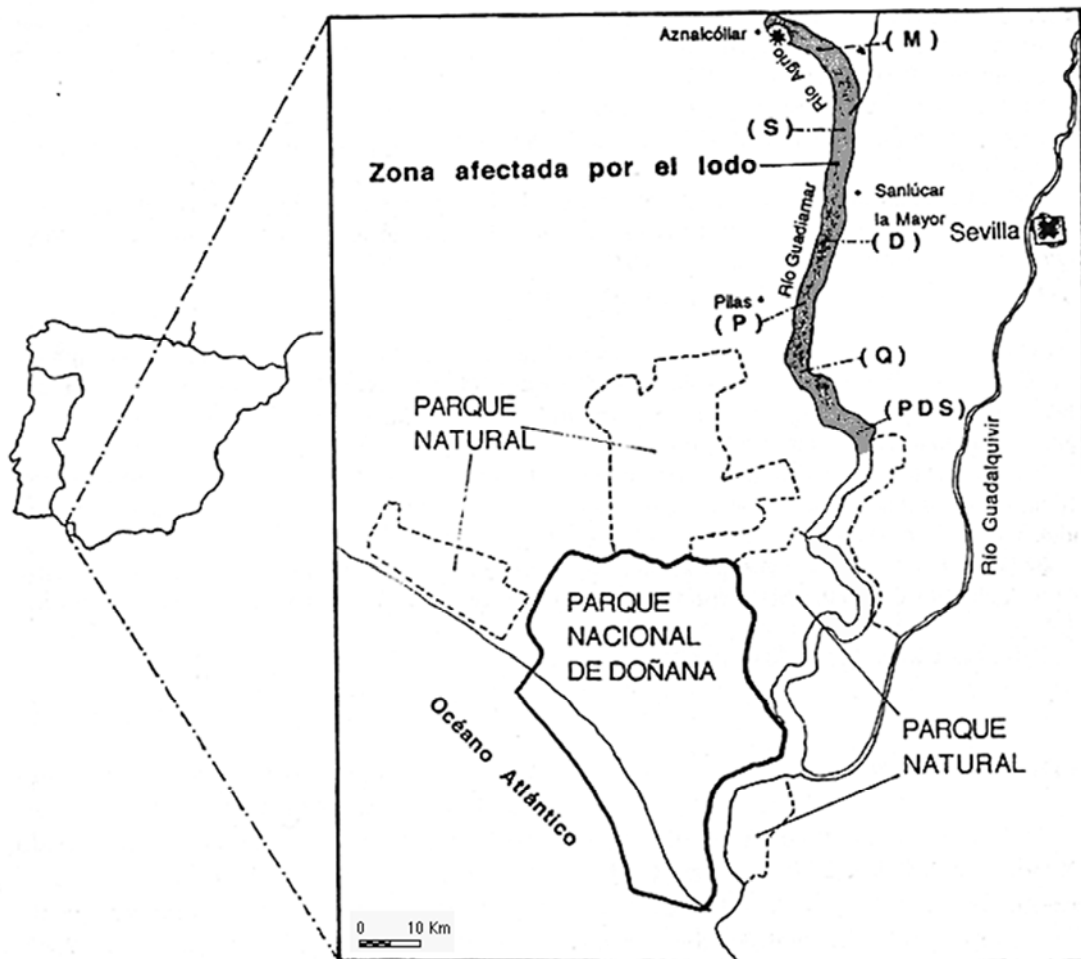 Aznalcóllar
( M )
Río Agrio
( S )
Zona afectada por el lodo
Sanlúcar
la Mayor
Sevilla
( D )
Río Guadiamar
Pilas
( P )
( Q )
PARQUE
NATURAL
( P D S )
Río Guadalquivir
PARQUE
NACIONAL
DE DOÑANA
Océano Atlántico
PARQUE
NATURAL
0 10 Km